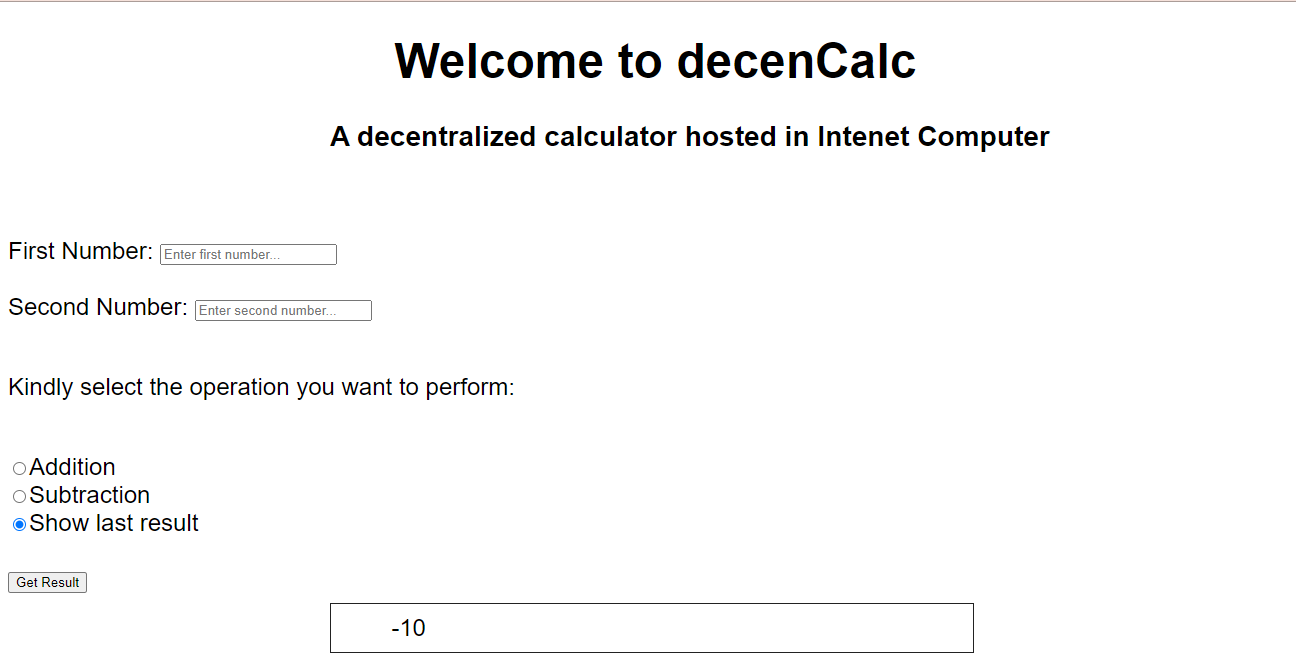 Welcome to decenCalc
A decentralized calculator hosted in Intenet Computer
First Number: Enter first number...
Second Number: Enter second number...
Kindly select the operation you want to perform:
Addition
Subtraction
Show last result
Get Result
-10